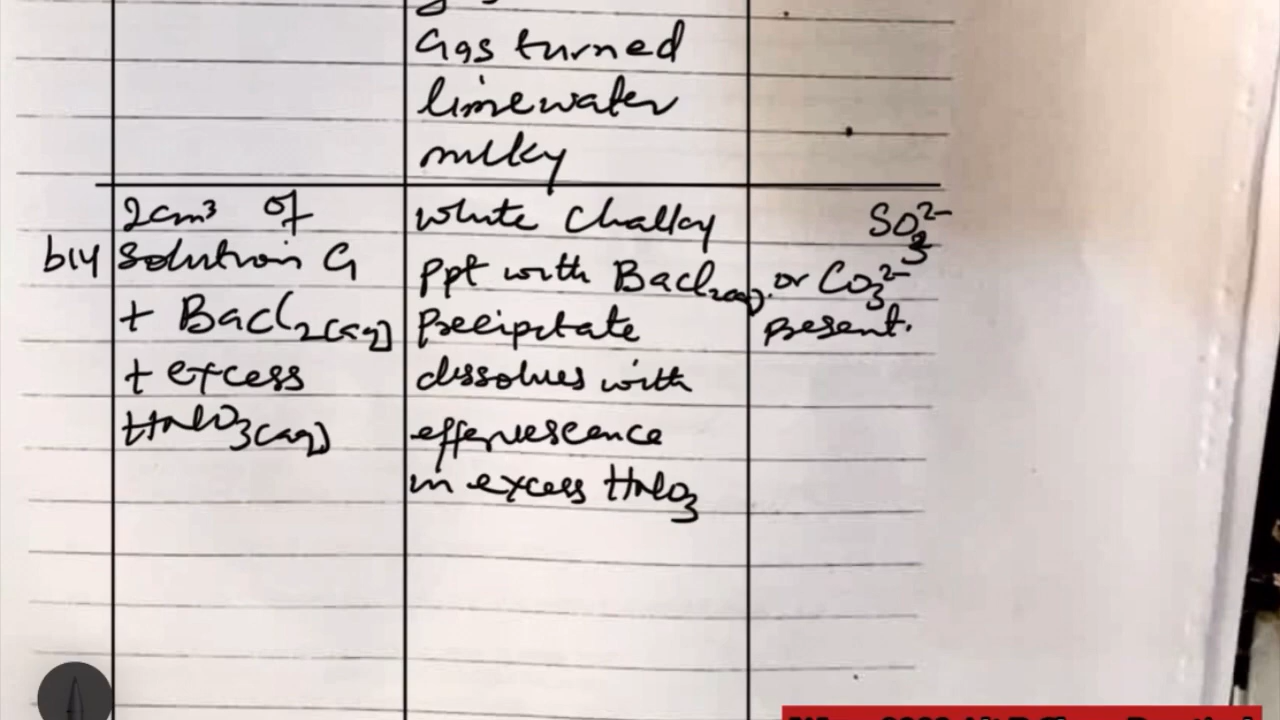 Gas turned
limewater
milky
2cm³ of
solution G
+ BaCl₂(aq)
+ excess
HNO₃(aq)
white Chalky
ppt with BaCl₂(aq).
Precipitate
dissolves with
effervescence
in excess HNO₃
SO₃²⁻
or CO₃²⁻
present.